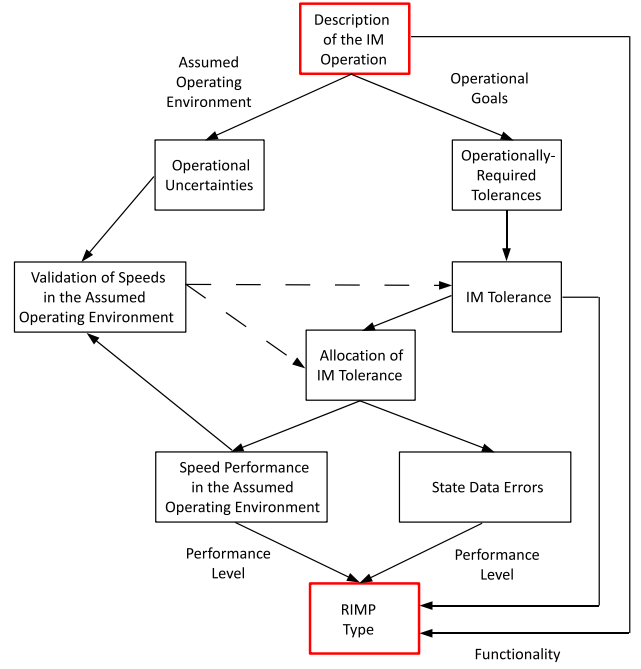 Description
of the IM
Operation
Assumed
Operating
Environment
Operational
Goals
Operational
Uncertainties
Operationally-
Required
Tolerances
Validation of Speeds
in the Assumed
Operating Environment
IM Tolerance
Allocation of
IM Tolerance
Speed Performance
in the Assumed
Operating Environment
State Data Errors
Performance
Level
Performance
Level
RIMP
Type
Functionality